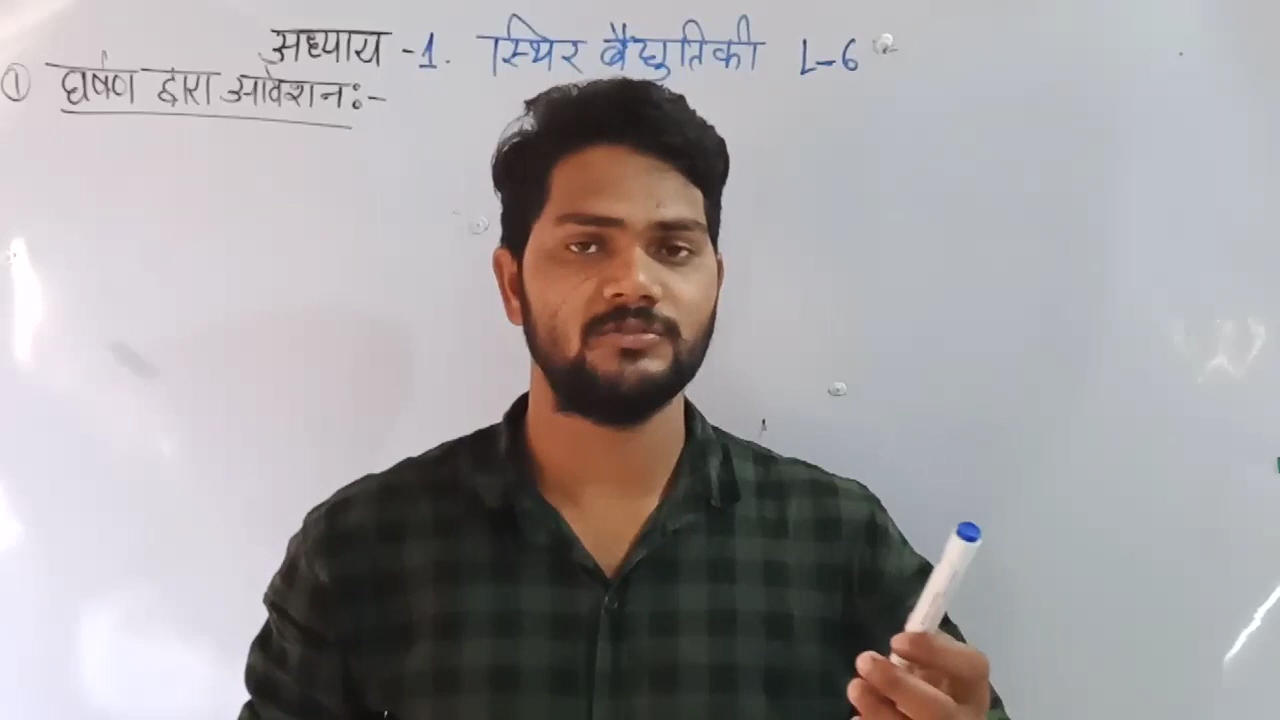 अध्याय -1. स्थिर बैद्युतिकी L-6
① घर्षण द्वारा आवेशन:-